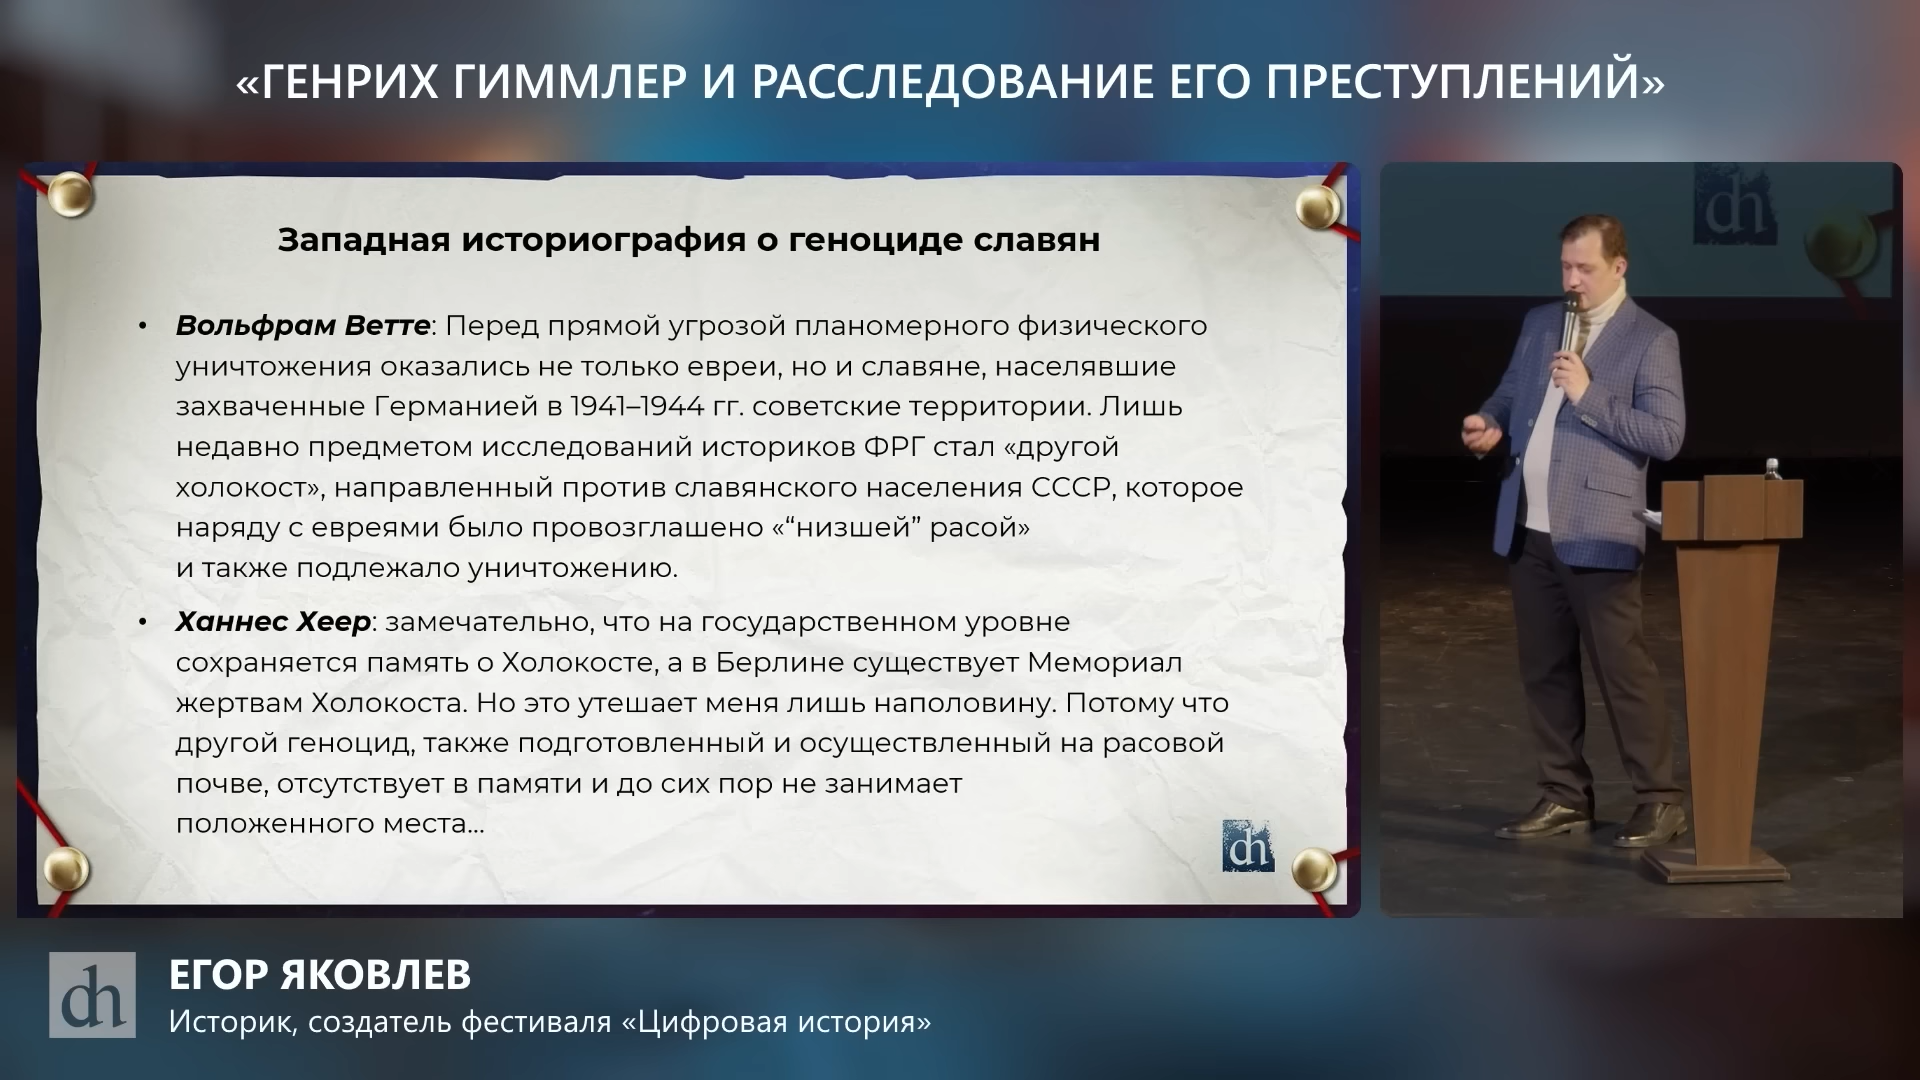 «ГЕНРИХ ГИММЛЕР И РАССЛЕДОВАНИЕ ЕГО ПРЕСТУПЛЕНИЙ»
Западная историография о геноциде славян
• Вольфрам Ветте: Перед прямой угрозой планомерного физического
уничтожения оказались не только евреи, но и славяне, населявшие
захваченные Германией в 1941–1944 гг. советские территории. Лишь
недавно предметом исследований историков ФРГ стал «другой
холокост», направленный против славянского населения СССР, которое
наряду с евреями было провозглашено «“низшей” расой»
и также подлежало уничтожению.
• Ханнес Хеер: замечательно, что на государственном уровне
сохраняется память о Холокосте, а в Берлине существует Мемориал
жертвам Холокоста. Но это утешает меня лишь наполовину. Потому что
другой геноцид, также подготовленный и осуществленный на расовой
почве, отсутствует в памяти и до сих пор не занимает
положенного места...
dh
dh
dh
ЕГОР ЯКОВЛЕВ
Историк, создатель фестиваля «Цифровая история»